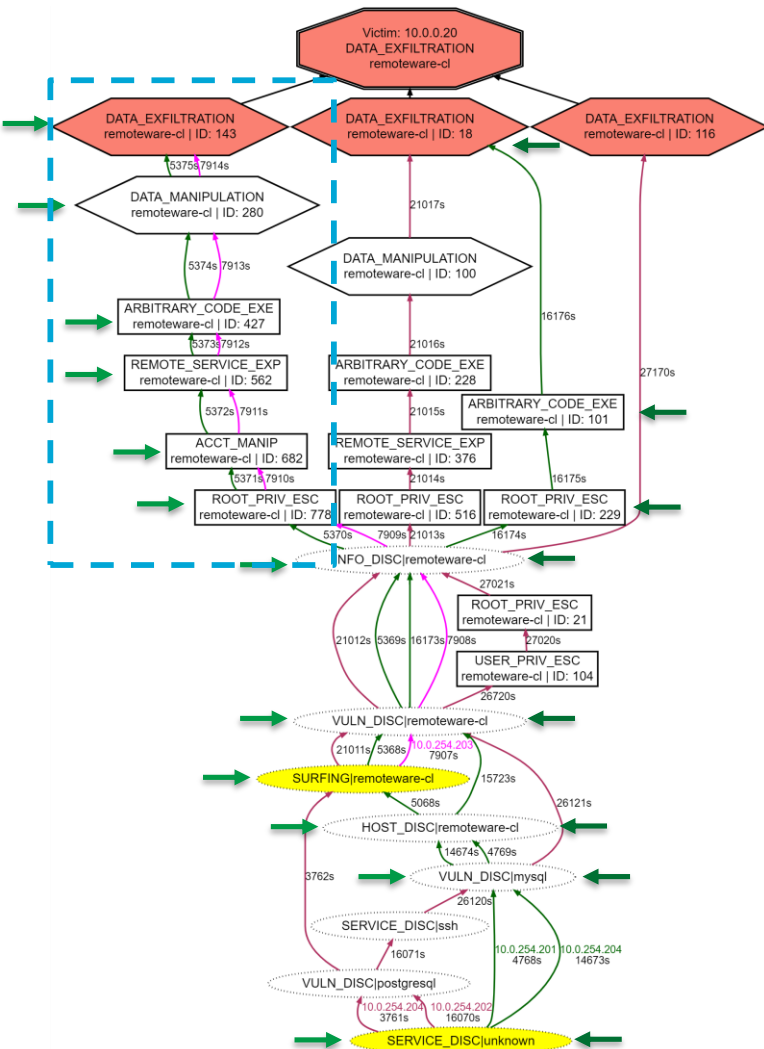 Victim: 10.0.0.20
DATA_EXFILTRATION
remoteware-cl
DATA_EXFILTRATION
remoteware-cl | ID: 143
DATA_EXFILTRATION
remoteware-cl | ID: 18
DATA_EXFILTRATION
remoteware-cl | ID: 116
5375s
7914s
DATA_MANIPULATION
remoteware-cl | ID: 280
21017s
DATA_MANIPULATION
remoteware-cl | ID: 100
5374s
7913s
16176s
ARBITRARY_CODE_EXE
remoteware-cl | ID: 427
5373s
7912s
21016s
27170s
REMOTE_SERVICE_EXP
remoteware-cl | ID: 562
ARBITRARY_CODE_EXE
remoteware-cl | ID: 228
5372s
7911s
21015s
ARBITRARY_CODE_EXE
remoteware-cl | ID: 101
ACCT_MANIP
remoteware-cl | ID: 682
REMOTE_SERVICE_EXP
remoteware-cl | ID: 376
5371s
7910s
21014s
16175s
ROOT_PRIV_ESC
remoteware-cl | ID: 778
ROOT_PRIV_ESC
remoteware-cl | ID: 516
ROOT_PRIV_ESC
remoteware-cl | ID: 229
5370s
7909s
21013s
16174s
NFO_DISC|remoteware-cl
27021s
ROOT_PRIV_ESC
remoteware-cl | ID: 21
21012s
5369s
16173s
7908s
27020s
USER_PRIV_ESC
remoteware-cl | ID: 104
26720s
VULN_DISC|remoteware-cl
21011s
5368s
10.0.254.203
7907s
SURFING|remoteware-cl
15723s
5068s
26121s
HOST_DISC|remoteware-cl
14674s
4769s
3762s
VULN_DISC|mysql
26120s
SERVICE_DISC|ssh
16071s
10.0.254.201
4768s
10.0.254.204
14673s
VULN_DISC|postgresql
10.0.254.204
3761s
10.0.254.202
16070s
SERVICE_DISC|unknown